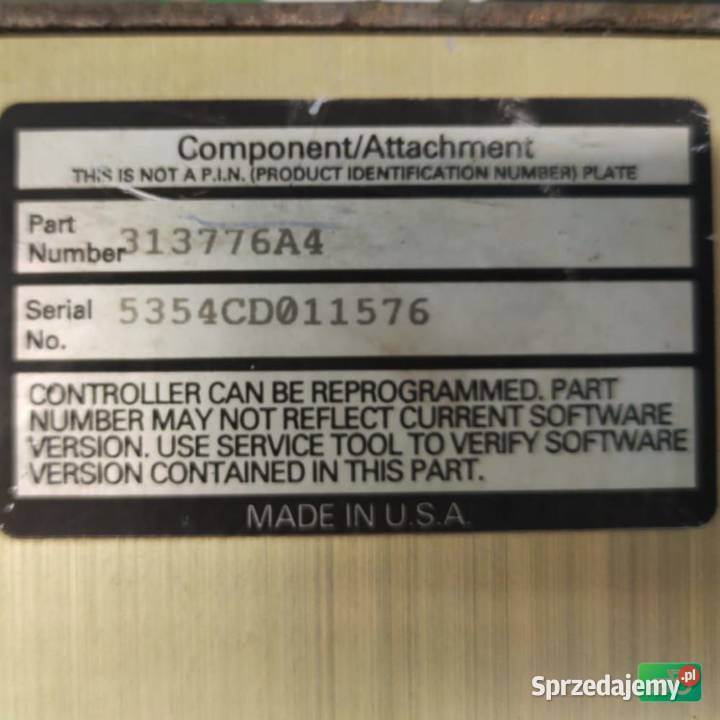 Component/Attachment
THIS IS NOT A P.I.N. (PRODUCT IDENTIFICATION NUMBER) PLATE
Part
Number 313776A4
Serial 5354CD011576
No.
CONTROLLER CAN BE REPROGRAMMED. PART
NUMBER MAY NOT REFLECT CURRENT SOFTWARE
VERSION. USE SERVICE TOOL TO VERIFY SOFTWARE
VERSION CONTAINED IN THIS PART.
MADE IN U.S.A.
Sprzedajemy.pl